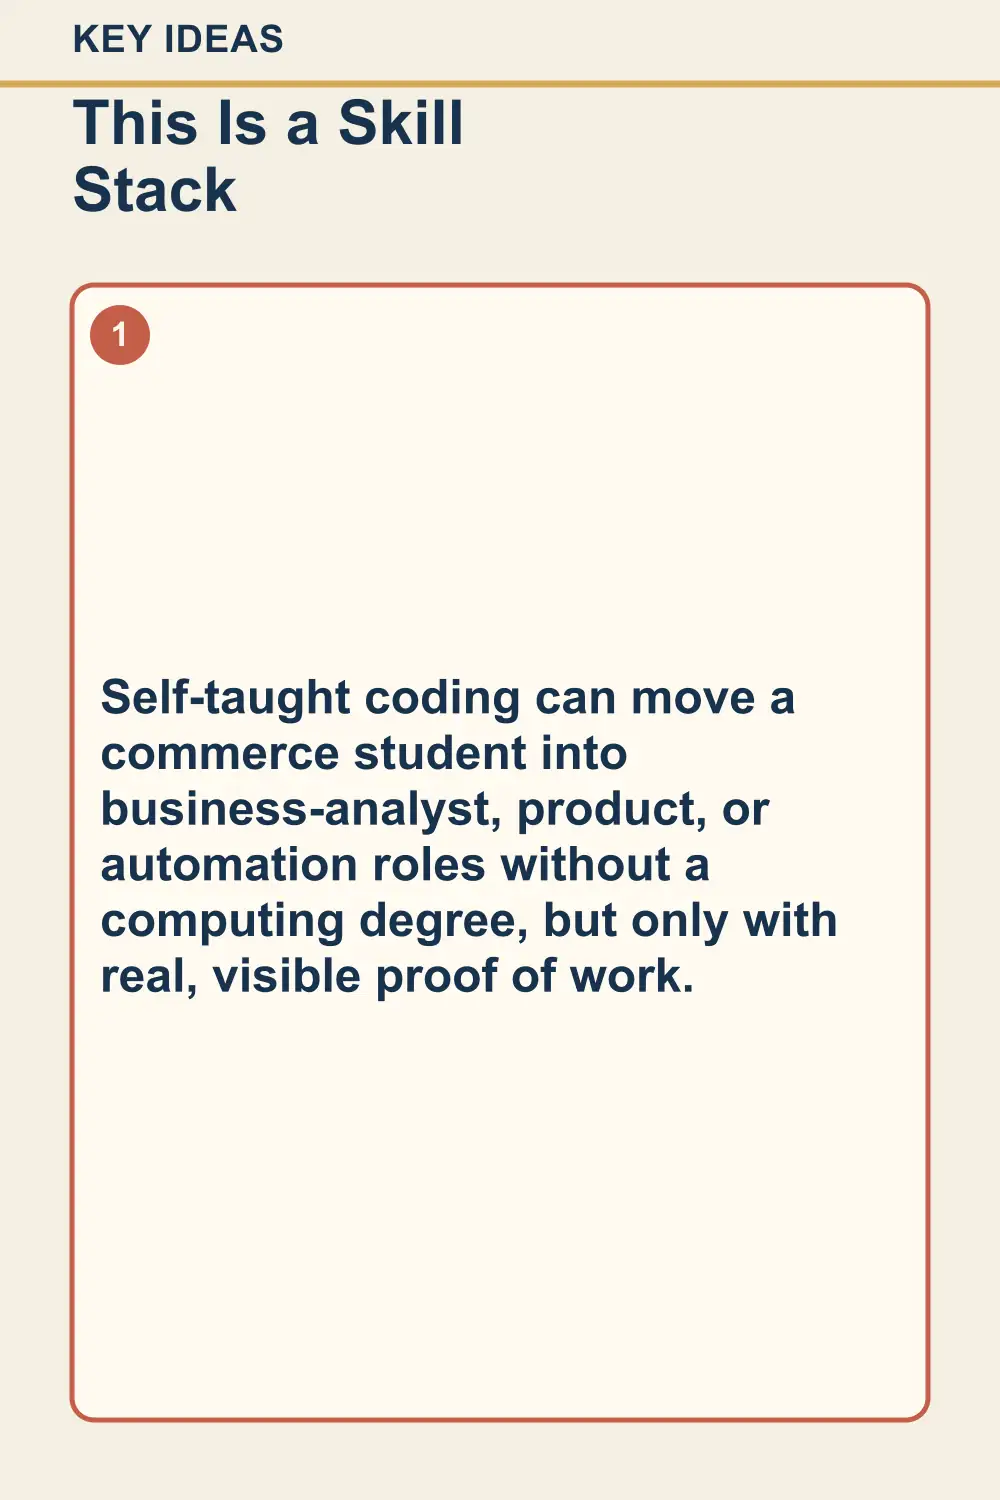 KEY IDEAS
This Is a Skill
Stack
1
Self-taught coding can move a
commerce student into
business-analyst, product, or
automation roles without a
computing degree, but only with
real, visible proof of work.